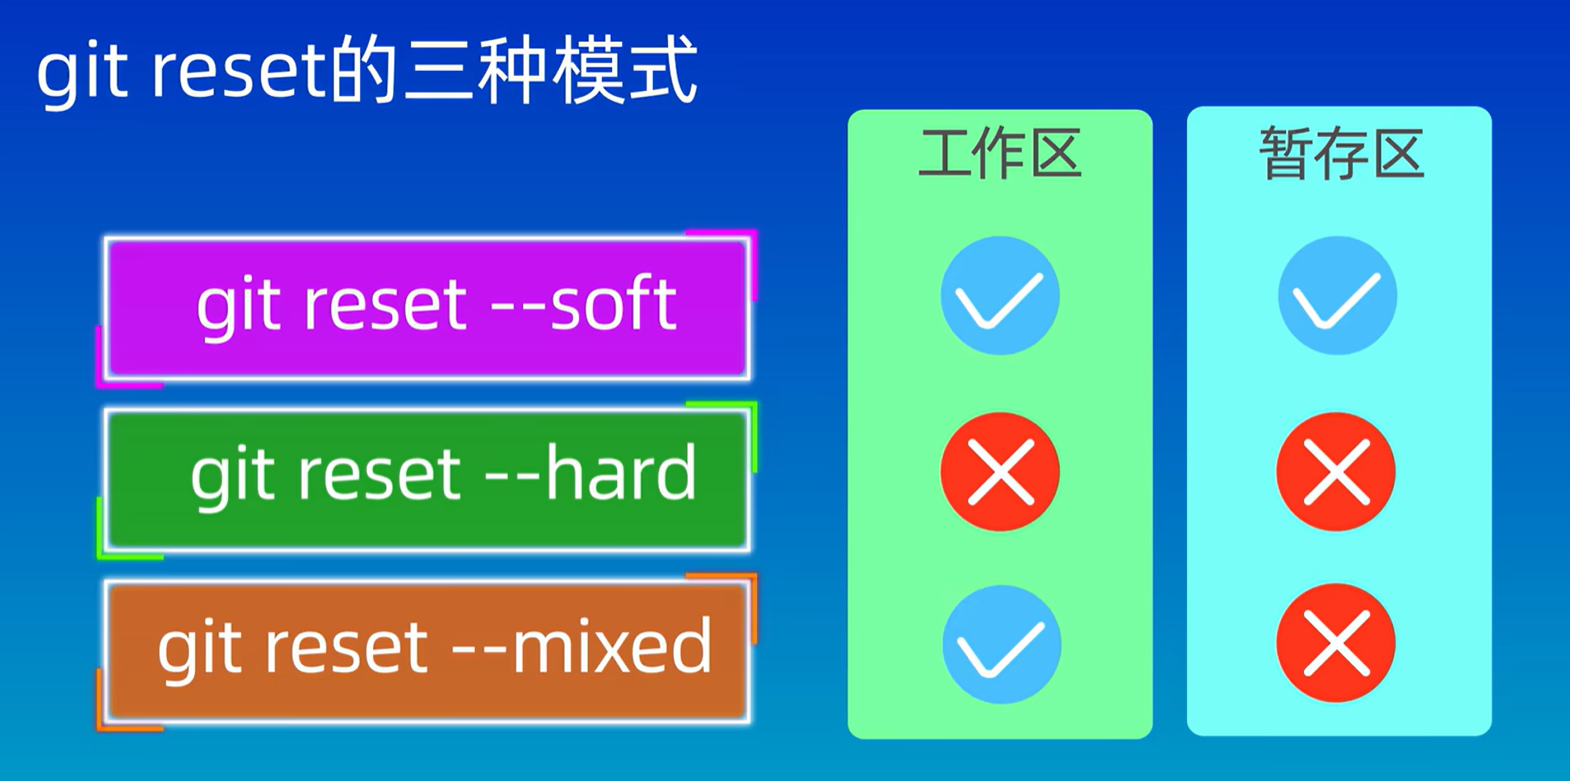 git reset的三种模式
工作区
暂存区
git reset --soft
git reset --hard
git reset --mixed